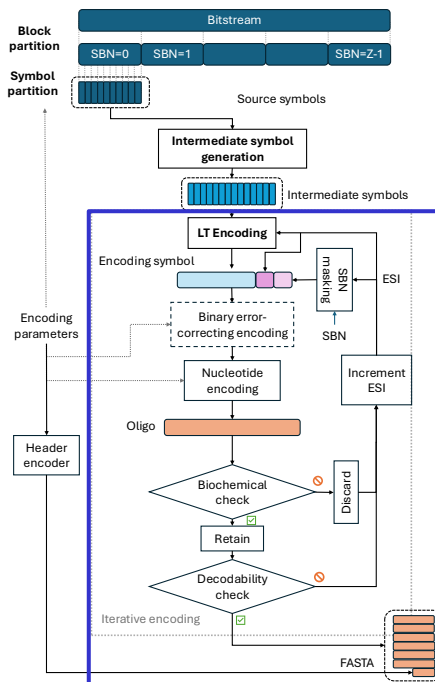 Bitstream
Block
partition
SBN=0
SBN=1
SBN=Z-1
Symbol
partition
Source symbols
Intermediate symbol
generation
Intermediate symbols
LT Encoding
Encoding symbol
SBN
masking
ESI
SBN
Binary error-
correcting encoding
Encoding
parameters
Nucleotide
encoding
Increment
ESI
Oligo
Header
encoder
Biochemical
check
Discard
Retain
Decodability
check
Iterative encoding
FASTA